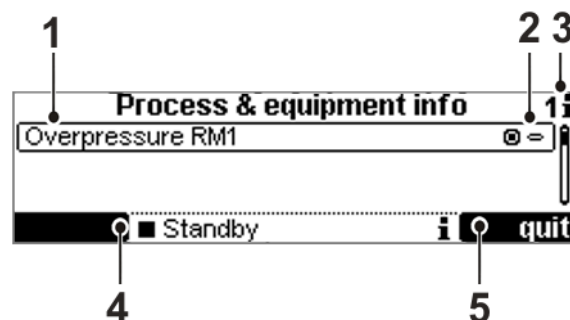 1 2 3
Process & equipment info 1 i
Overpressure RM1
Standby i quit
4 5